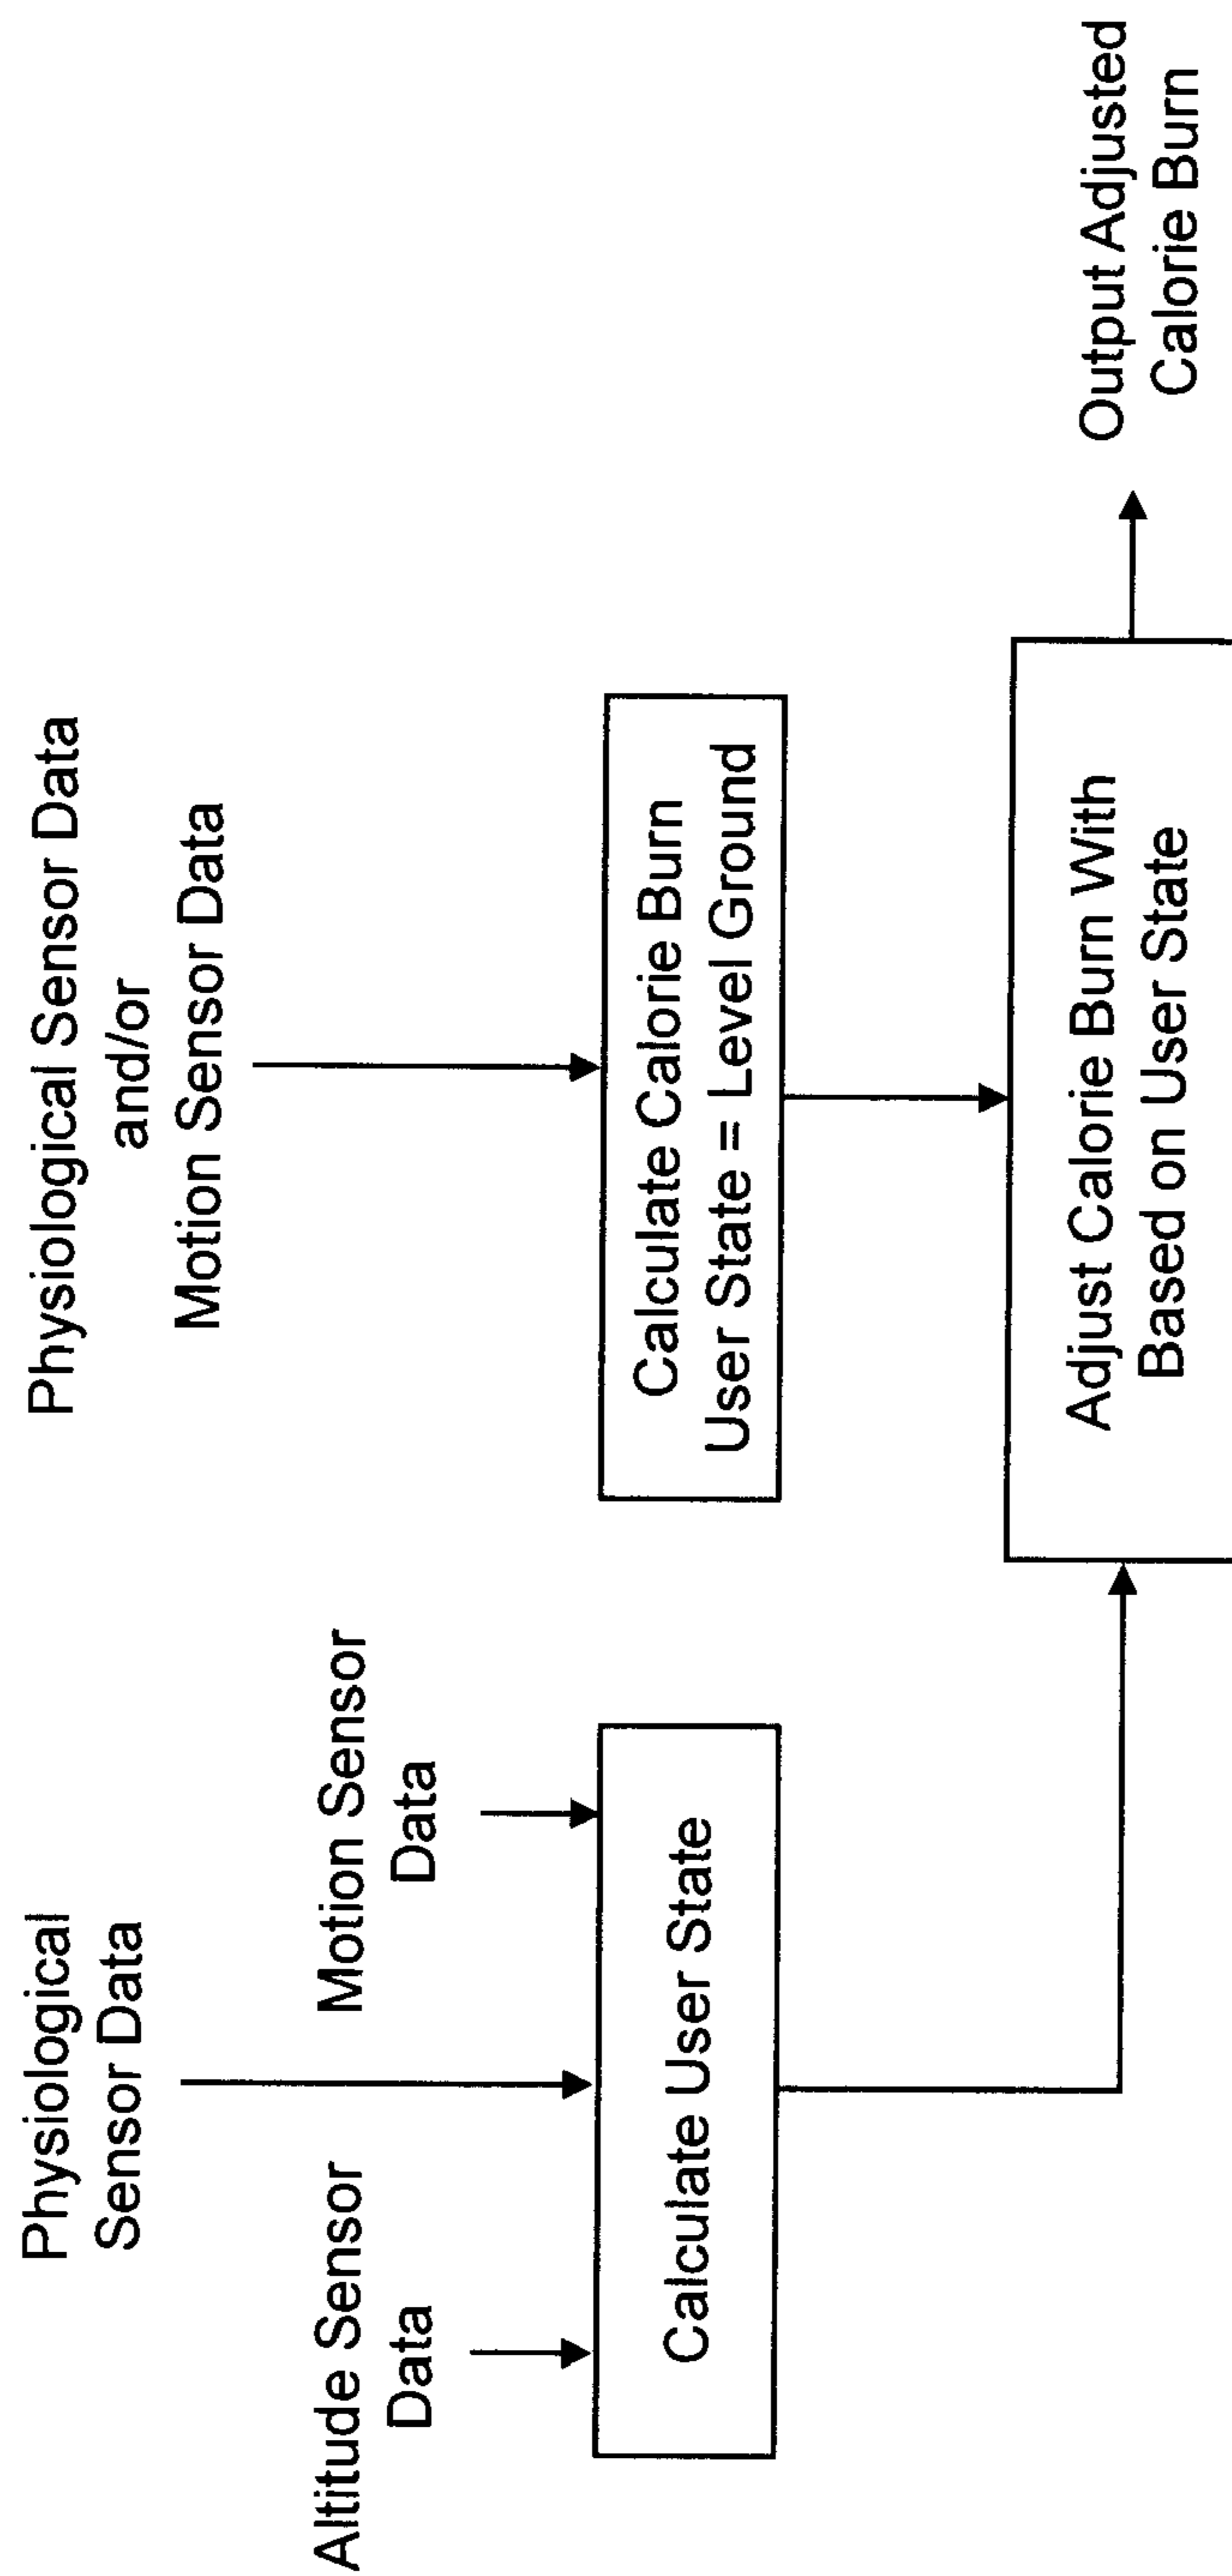 Physiological
Sensor Data
Altitude Sensor
Data
Motion Sensor
Data
Calculate User State
Physiological Sensor Data
and/or
Motion Sensor Data
Calculate Calorie Burn
User State = Level Ground
Adjust Calorie Burn With
Based on User State
Output Adjusted
Calorie Burn